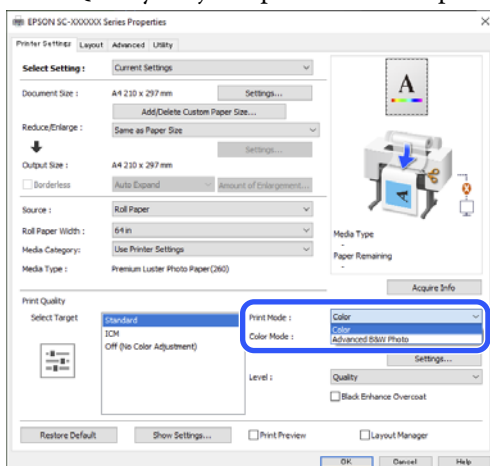 EPSON SC-XXXXXX Series Properties
Printer Settings Layout Advanced Utility
Select Setting : Current Settings
Document Size : A4 210 x 297 mm Settings...
Add/Delete Custom Paper Size...
Reduce/Enlarge : Same as Paper Size
Settings...
Output Size : A4 210 x 297 mm
Borderless Auto Expand Amount of Enlargement...
Source : Roll Paper
Roll Paper Width : 64 in
Media Category: Use Printer Settings
Media Type : Premium Luster Photo Paper(260)
A
A
Media Type
-
Paper Remaining
-
Acquire Info
Print Quality
Select Target
Standard
ICM
Off (No Color Adjustment)
Print Mode : Color
Color
Advanced B&W Photo
Color Mode :
Settings...
Level : Quality
Black Enhance Overcoat
Restore Default Show Settings... Print Preview Layout Manager
OK Cancel Help